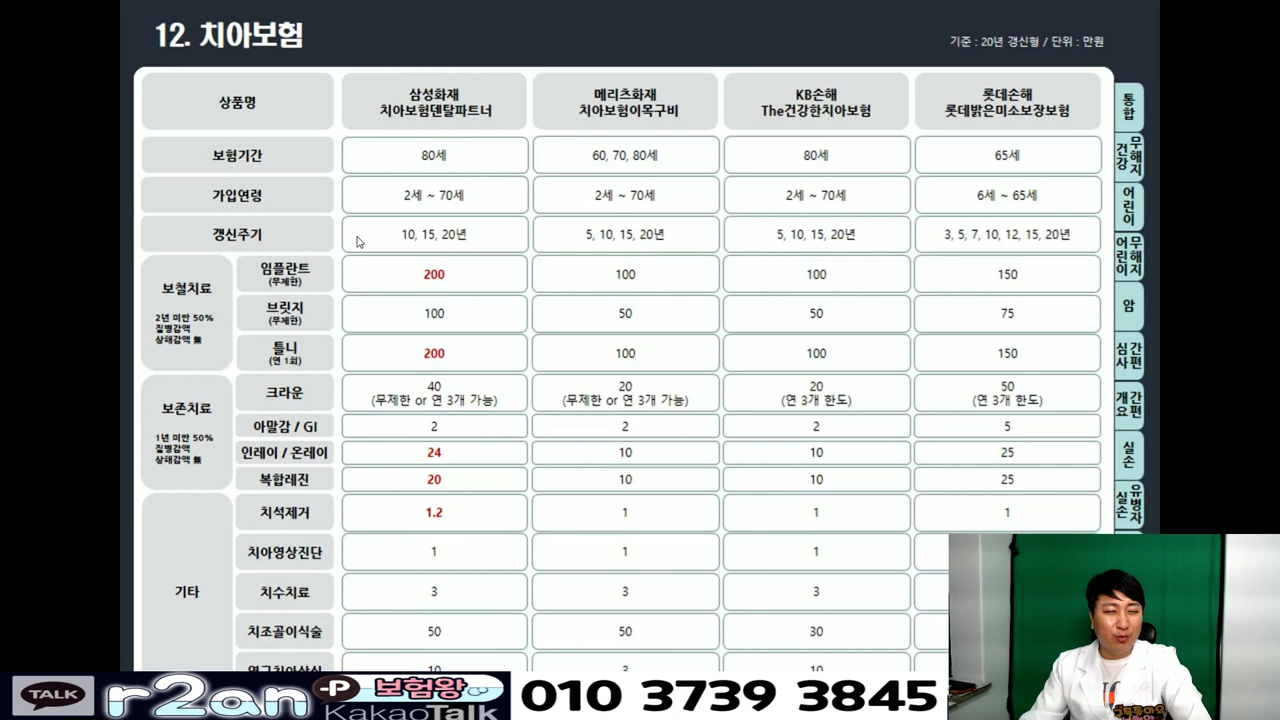 12. 치아보험
기준 : 20년 갱신형 / 단위 : 만원
상품명
삼성화재
치아보험덴탈파트너
메리츠화재
치아보험이목구비
KB손해
The건강한치아보험
롯데손해
롯데밝은미소보장보험
보험기간
80세
60, 70, 80세
80세
65세
가입연령
2세 ~ 70세
2세 ~ 70세
2세 ~ 70세
6세 ~ 65세
갱신주기
10, 15, 20년
5, 10, 15, 20년
5, 10, 15, 20년
3, 5, 7, 10, 12, 15, 20년
보철치료
2년 미만 50%
질병감액
상해감액 無
임플란트
(무제한)
200
100
100
150
브릿지
(무제한)
100
50
50
75
틀니
(연 1회)
200
100
100
150
보존치료
1년 미만 50%
질병감액
상해감액 無
크라운
40
(무제한 or 연 3개 가능)
20
(무제한 or 연 3개 가능)
20
(연 3개 한도)
50
(연 3개 한도)
아말감 / GI
2
2
2
5
인레이 / 온레이
24
10
10
25
복합레진
20
10
10
25
기타
치석제거
1.2
1
1
1
치아영상진단
1
1
1
치수치료
3
3
3
치조골이식술
50
50
30
영구치아상실
10
3
10
통합
무해지
건강
어린이
무해지
어린이
암
간편
심사
간편
개요
실손
유병자
실손
TALK
r2an
P 보험왕
KakaoTalk
010 3739 3845